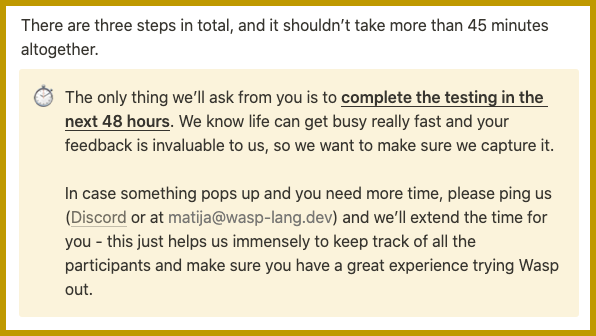 There are three steps in total, and it shouldn’t take more than 45 minutes
altogether.
The only thing we’ll ask from you is to complete the testing in the
next 48 hours. We know life can get busy really fast and your
feedback is invaluable to us, so we want to make sure we capture it.
In case something pops up and you need more time, please ping us
(Discord or at matija@wasp-lang.dev) and we’ll extend the time for
you - this just helps us immensely to keep track of all the
participants and make sure you have a great experience trying Wasp
out.